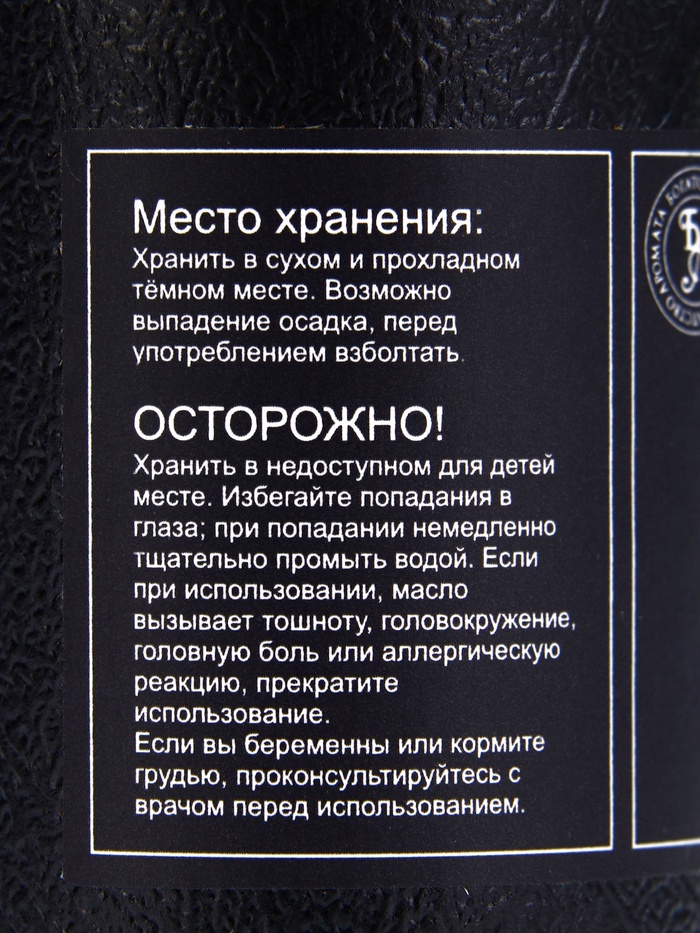 Место хранения:
Хранить в сухом и прохладном
тёмном месте. Возможно
выпадение осадка, перед
употреблением взболтать.
ОСТОРОЖНО!
Хранить в недоступном для детей
месте. Избегайте попадания в
глаза; при попадании немедленно
тщательно промыть водой. Если
при использовании, масло
вызывает тошноту, головокружение,
головную боль или аллергическую
реакцию, прекратите
использование.
Если вы беременны или кормите
грудью, проконсультируйтесь с
врачом перед использованием.
АРОМАТА